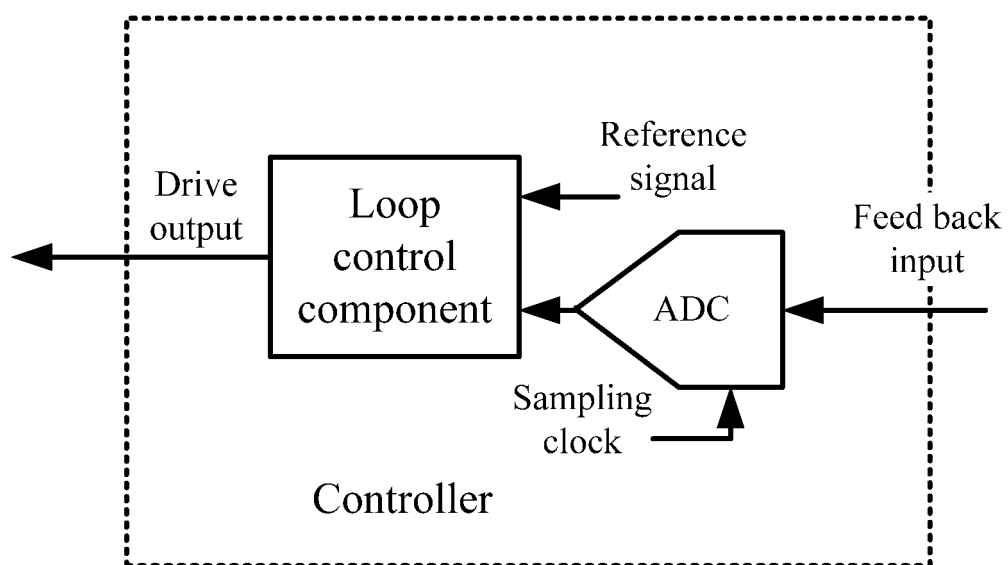 Reference
signal
Drive
output
Loop
control
component
Feed back
input
ADC
Sampling
clock
Controller